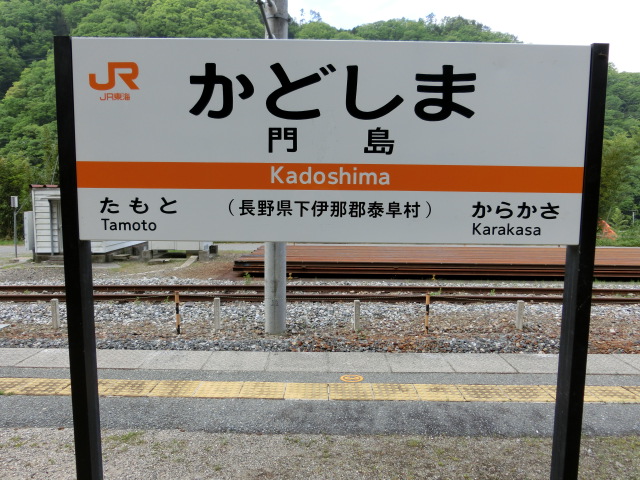 JR
JR東海
かどしま
門島
Kadoshima
たもと
Tamoto
(長野県下伊那郡泰阜村)
からかさ
Karakasa